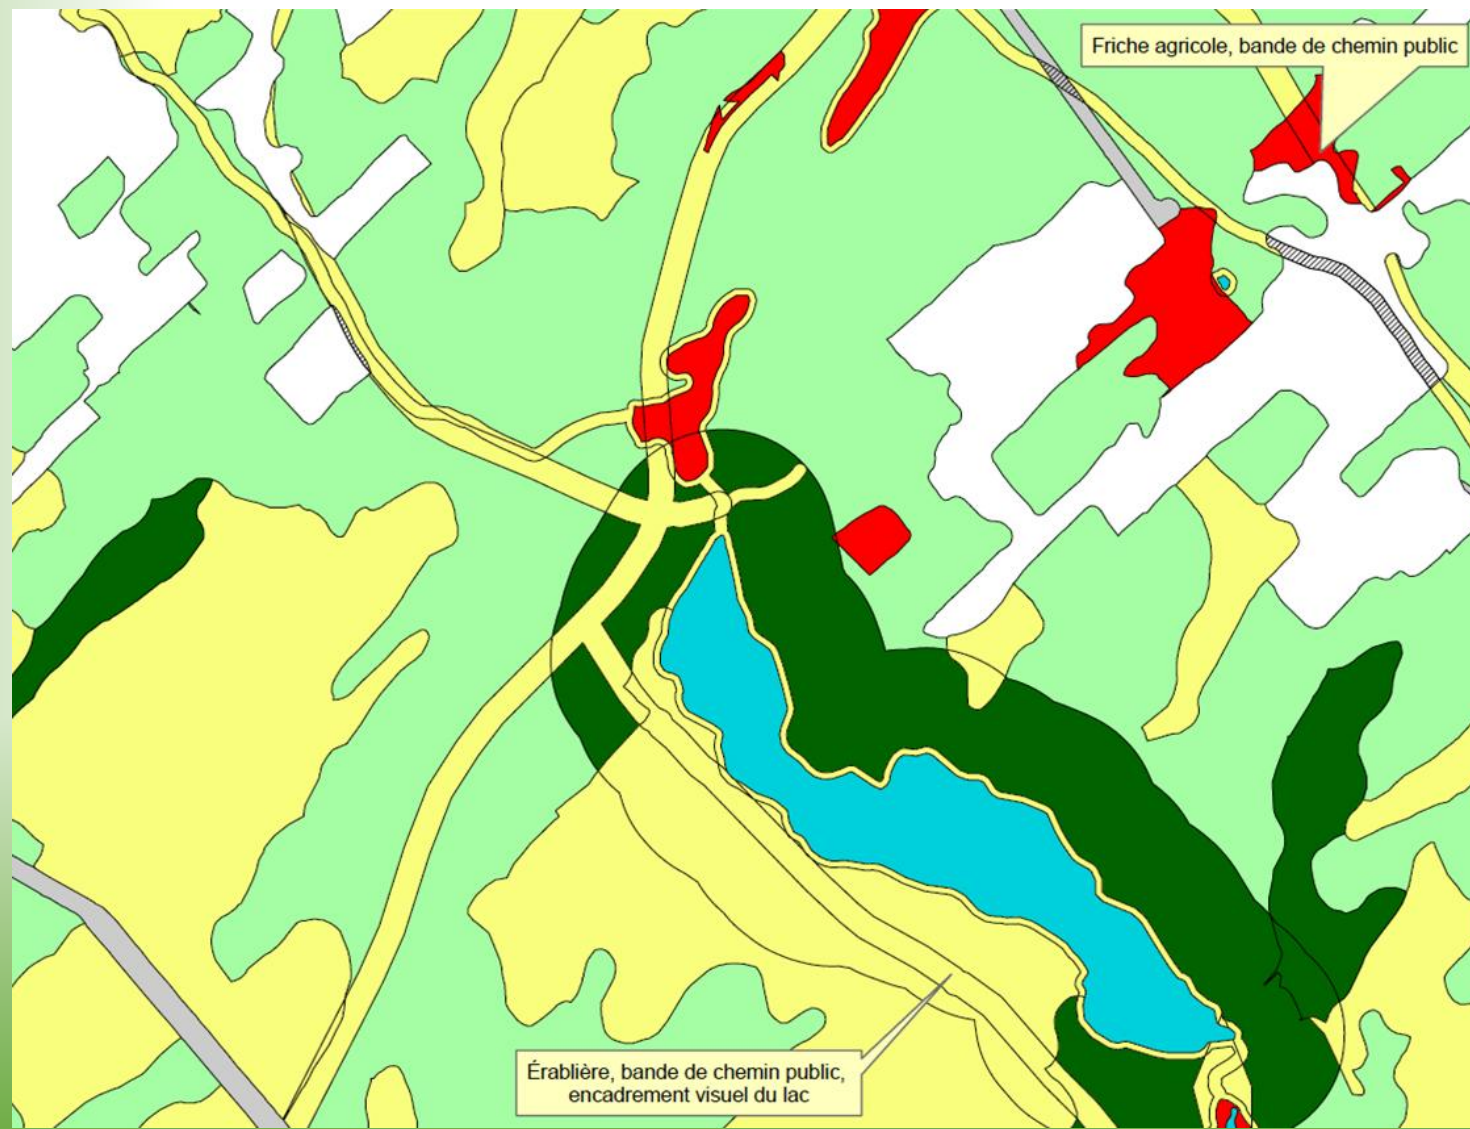 Friche agricole, bande de chemin public
Érablière, bande de chemin public,
encadrement visuel du lac